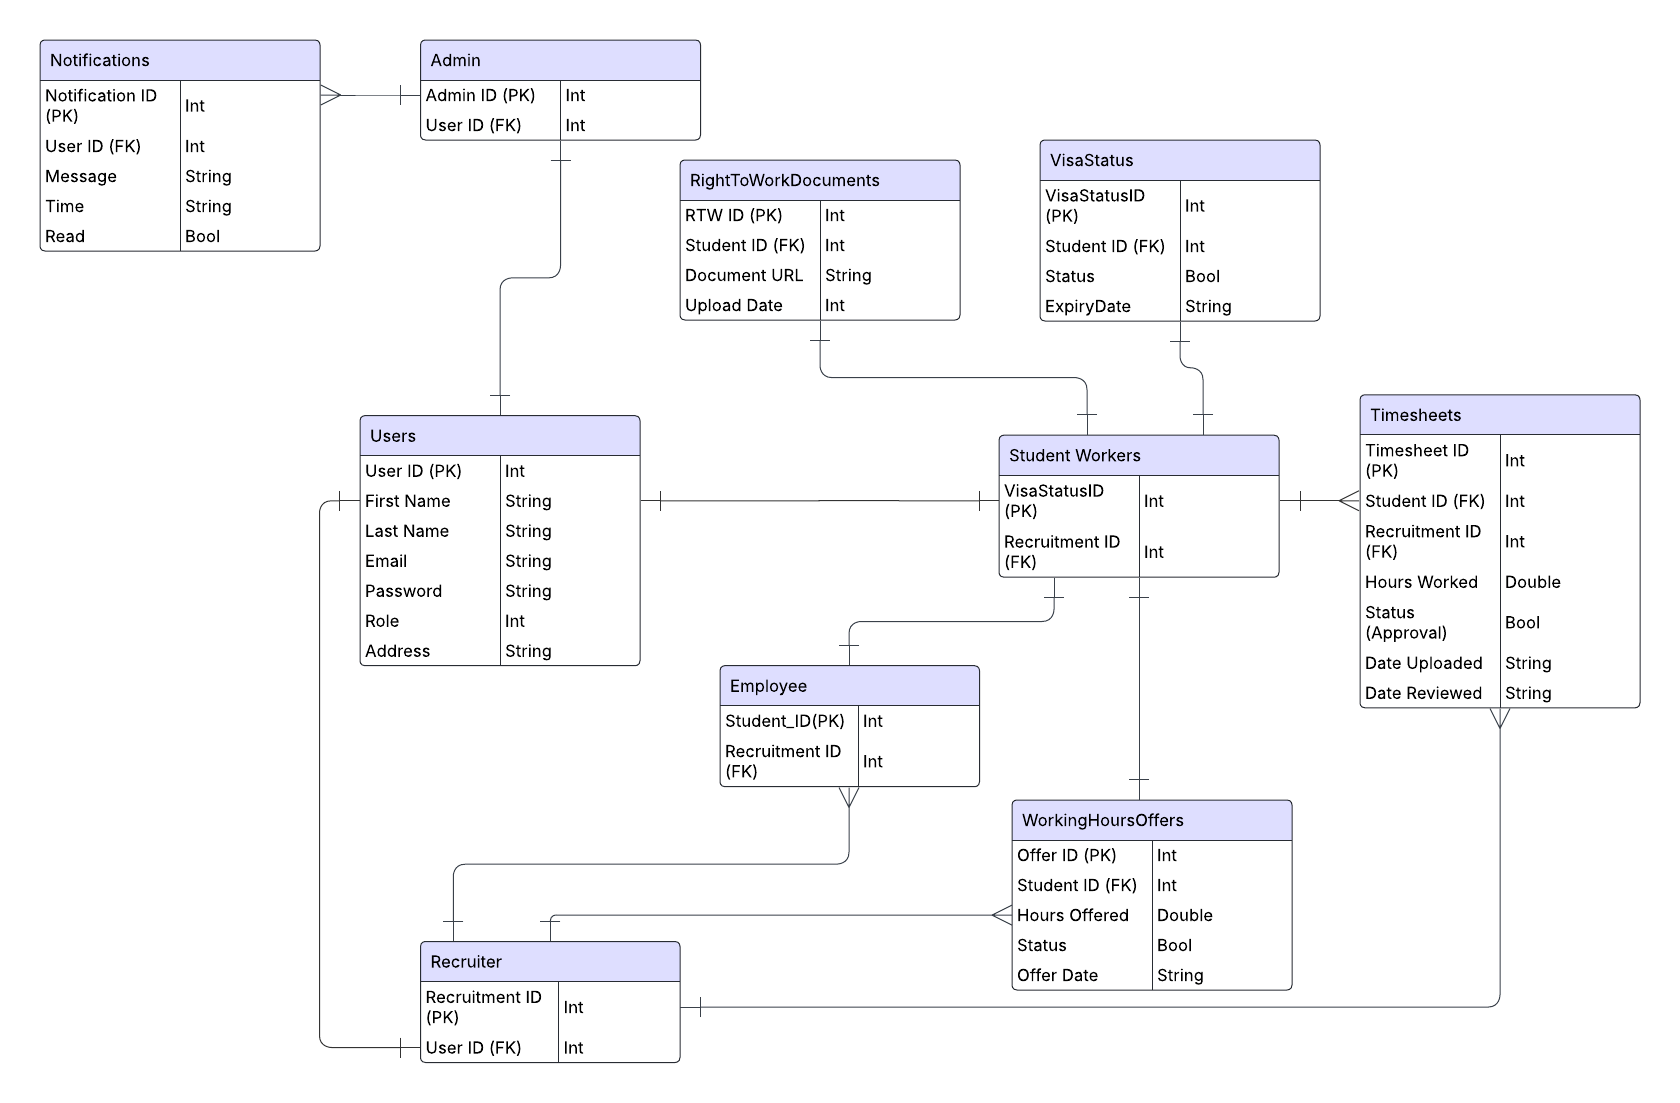 Notifications
Notification ID
(PK)
Int
User ID (FK)
Int
Message
String
Time
String
Read
Bool
Admin
Admin ID (PK)
Int
User ID (FK)
Int
RightToWorkDocuments
RTW ID (PK)
Int
Student ID (FK)
Int
Document URL
String
Upload Date
Int
VisaStatus
VisaStatusID
(PK)
Int
Student ID (FK)
Int
Status
Bool
ExpiryDate
String
Users
User ID (PK)
Int
First Name
String
Last Name
String
Email
String
Password
String
Role
Int
Address
String
Student Workers
VisaStatusID
(PK)
Int
Recruitment ID
(FK)
Int
Timesheets
Timesheet ID
(PK)
Int
Student ID (FK)
Int
Recruitment ID
(FK)
Int
Hours Worked
Double
Status
(Approval)
Bool
Date Uploaded
String
Date Reviewed
String
Employee
Student_ID(PK)
Int
Recruitment ID
(FK)
Int
WorkingHoursOffers
Offer ID (PK)
Int
Student ID (FK)
Int
Hours Offered
Double
Status
Bool
Offer Date
String
Recruiter
Recruitment ID
(PK)
Int
User ID (FK)
Int